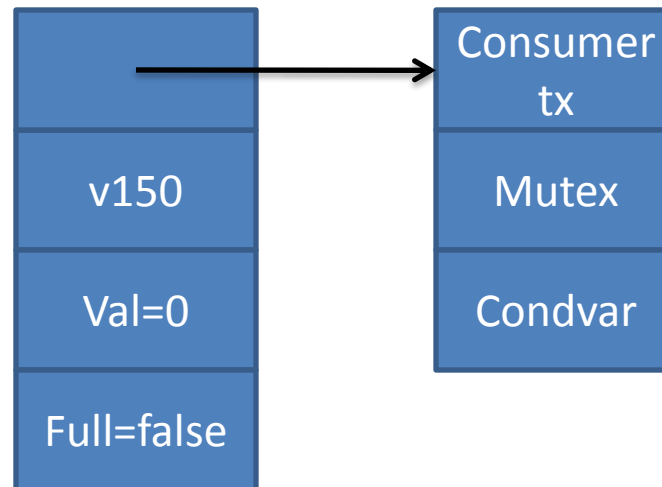 v150
Val=0
Full=false
Consumer
tx
Mutex
Condvar